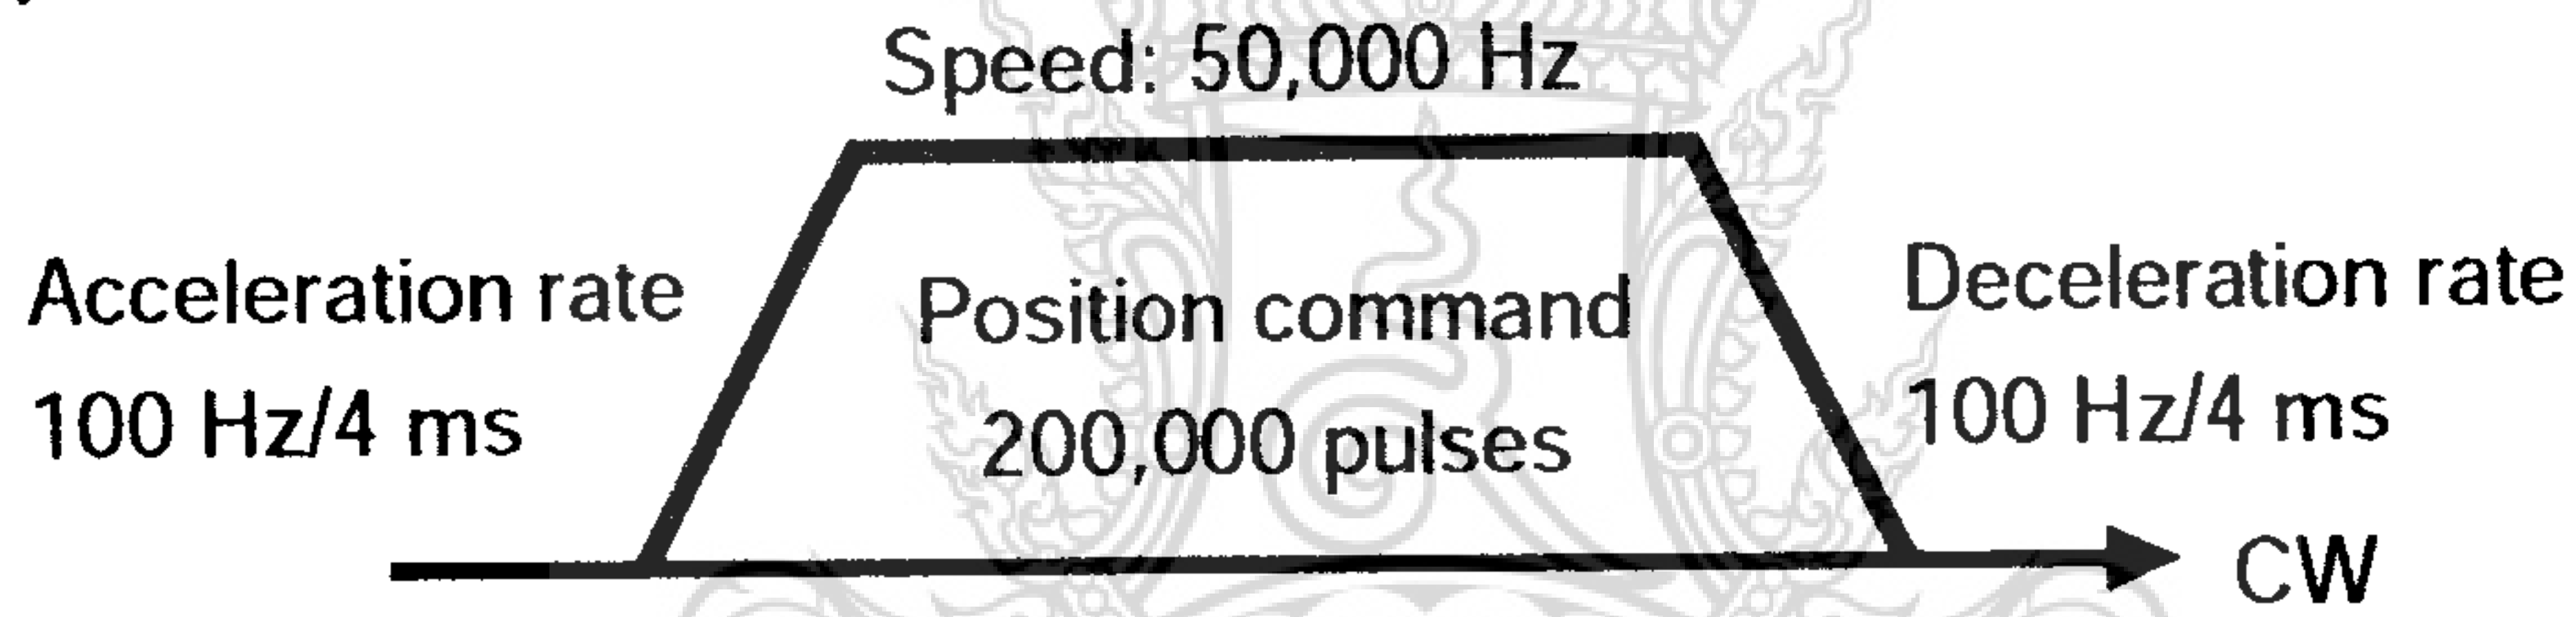 Speed: 50,000 Hz
Acceleration rate
100 Hz/4 ms
Position command
200,000 pulses
Deceleration rate
100 Hz/4 ms
CW